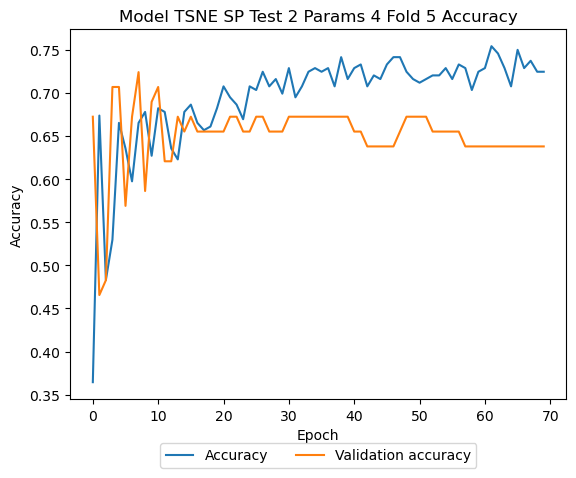 Model TSNE SP Test 2 Params 4 Fold 5 Accuracy
0.75
0.70
0.65
0.60
0.55
0.50
0.45
0.40
0.35
Accuracy
0 10 20 30 40 50 60 70
Epoch
Accuracy Validation accuracy